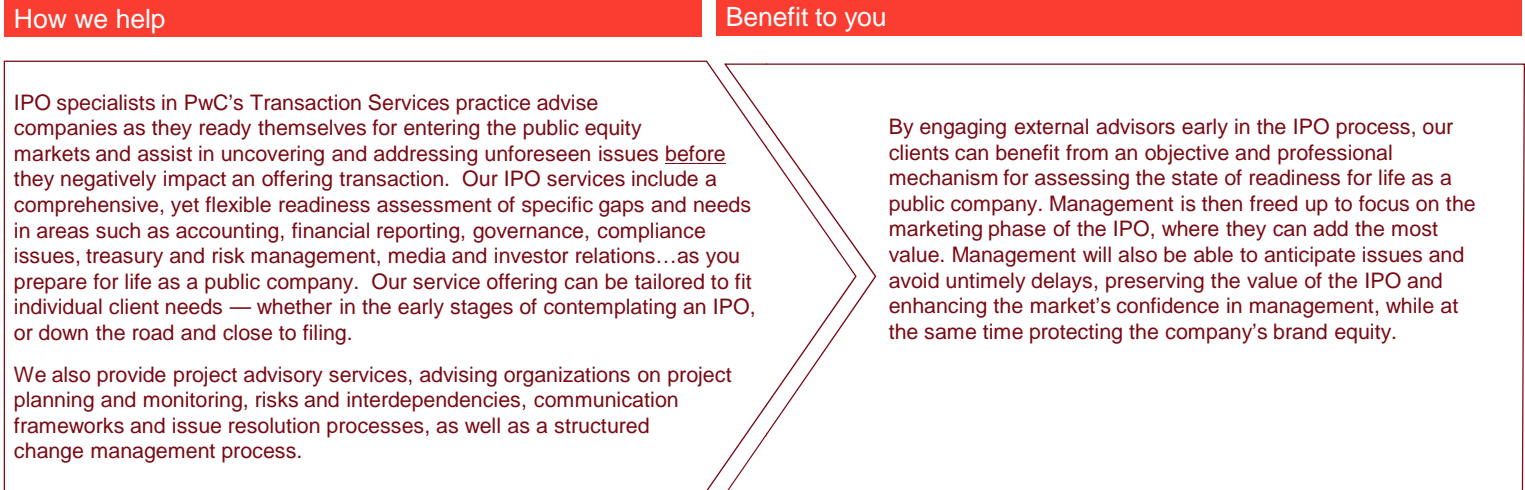 How we help
IPO specialists in PwC's Transaction Services practice advise
companies as they ready themselves for entering the public equity
markets and assist in uncovering and addressing unforeseen issues before
they negatively impact an offering transaction.  Our IPO services include a
comprehensive, yet flexible readiness assessment of specific gaps and needs
in areas such as accounting, financial reporting, governance, compliance
issues, treasury and risk management, media and investor relations…as you
prepare for life as a public company.  Our service offering can be tailored to fit
individual client needs — whether in the early stages of contemplating an IPO,
or down the road and close to filing.
We also provide project advisory services, advising organizations on project
planning and monitoring, risks and interdependencies, communication
frameworks and issue resolution processes, as well as a structured
change management process.
Benefit to you
By engaging external advisors early in the IPO process, our
clients can benefit from an objective and professional
mechanism for assessing the state of readiness for life as a
public company. Management is then freed up to focus on the
marketing phase of the IPO, where they can add the most
value. Management will also be able to anticipate issues and
avoid untimely delays, preserving the value of the IPO and
enhancing the market's confidence in management, while at
the same time protecting the company's brand equity.